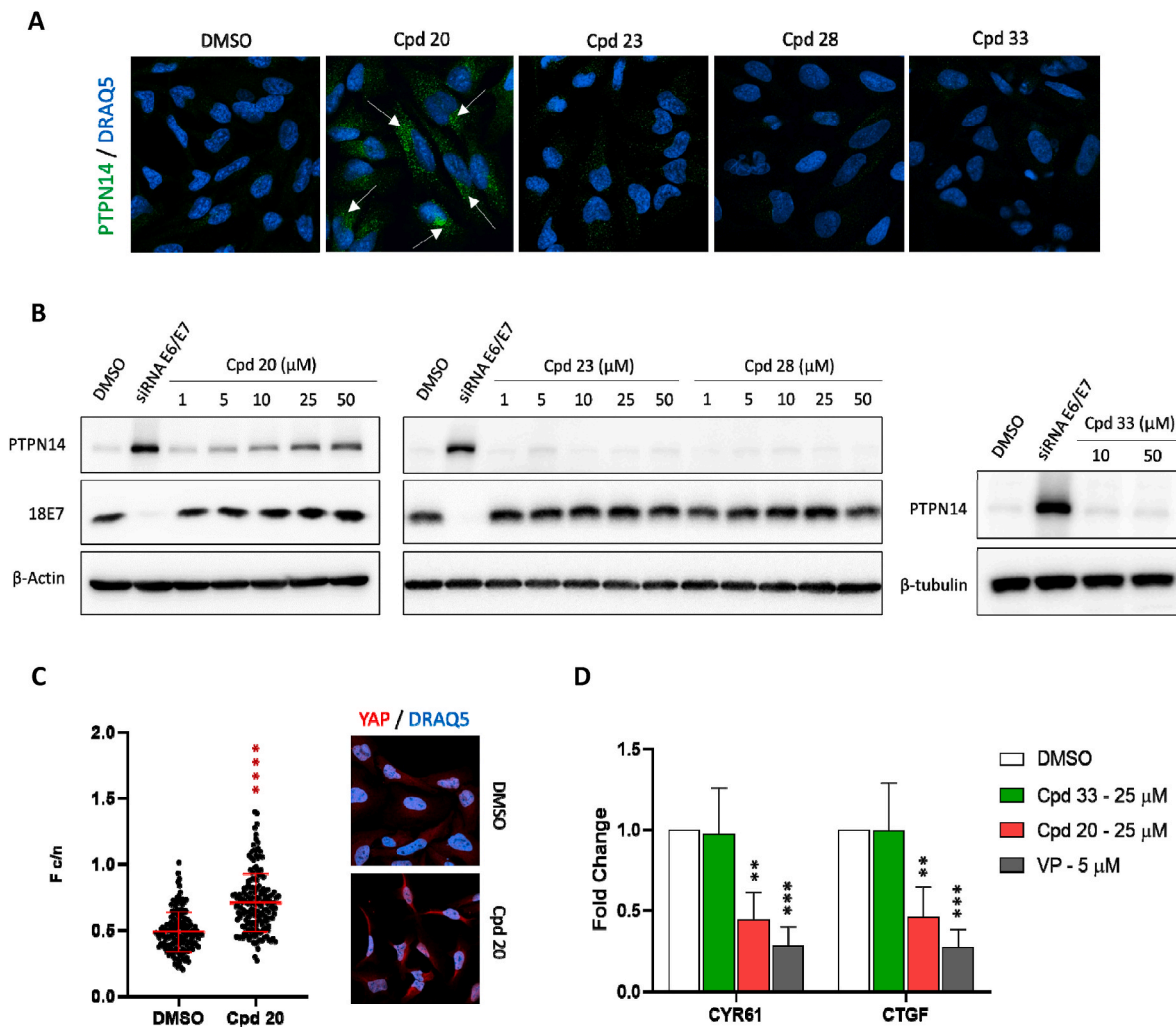 A
DMSO Cpd 20 Cpd 23 Cpd 28 Cpd 33
PTPN14 / DRAQ5
B
DMSO siRNA E6/E7 Cpd 20 (µM)
1 5 10 25 50
PTPN14
18E7
β-Actin
DMSO siRNA E6/E7 Cpd 23 (µM) Cpd 28 (µM)
1 5 10 25 50 1 5 10 25 50
DMSO siRNA E6/E7 Cpd 33 (µM)
10 50
PTPN14
β-tubulin
C
F c/n
2.0
1.5
1.0
0.5
0.0
****
DMSO Cpd 20
YAP / DRAQ5
DMSO
Cpd 20
D
Fold Change
1.5
1.0
0.5
0.0
** *** ** ***
CYR61 CTGF
DMSO
Cpd 33 - 25 µM
Cpd 20 - 25 µM
VP - 5 µM